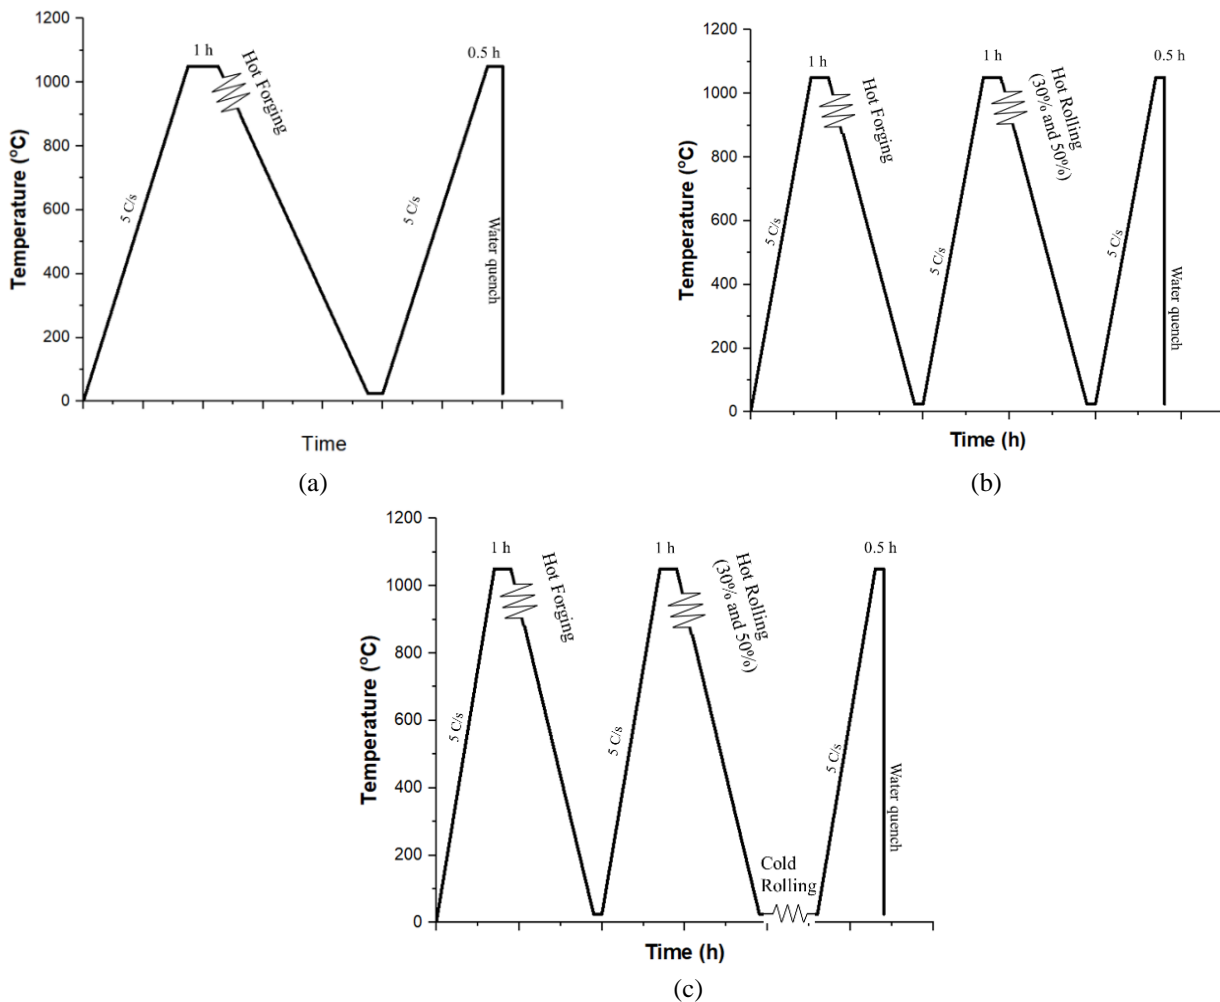 1200
1000
800
600
400
200
0
Temperature (°C)
1 h
Hot Forging
0.5 h
5 C/s
5 C/s
Water quench
Time
(a)
1200
1000
800
600
400
200
0
Temperature (°C)
1 h
Hot Forging
1 h
Hot Rolling
(30% and 50%)
0.5 h
5 C/s
5 C/s
5 C/s
Water quench
Time (h)
(b)
1200
1000
800
600
400
200
0
Temperature (°C)
1 h
Hot Forging
1 h
Hot Rolling
(30% and 50%)
0.5 h
5 C/s
5 C/s
5 C/s
Cold
Rolling
Water quench
Time (h)
(c)